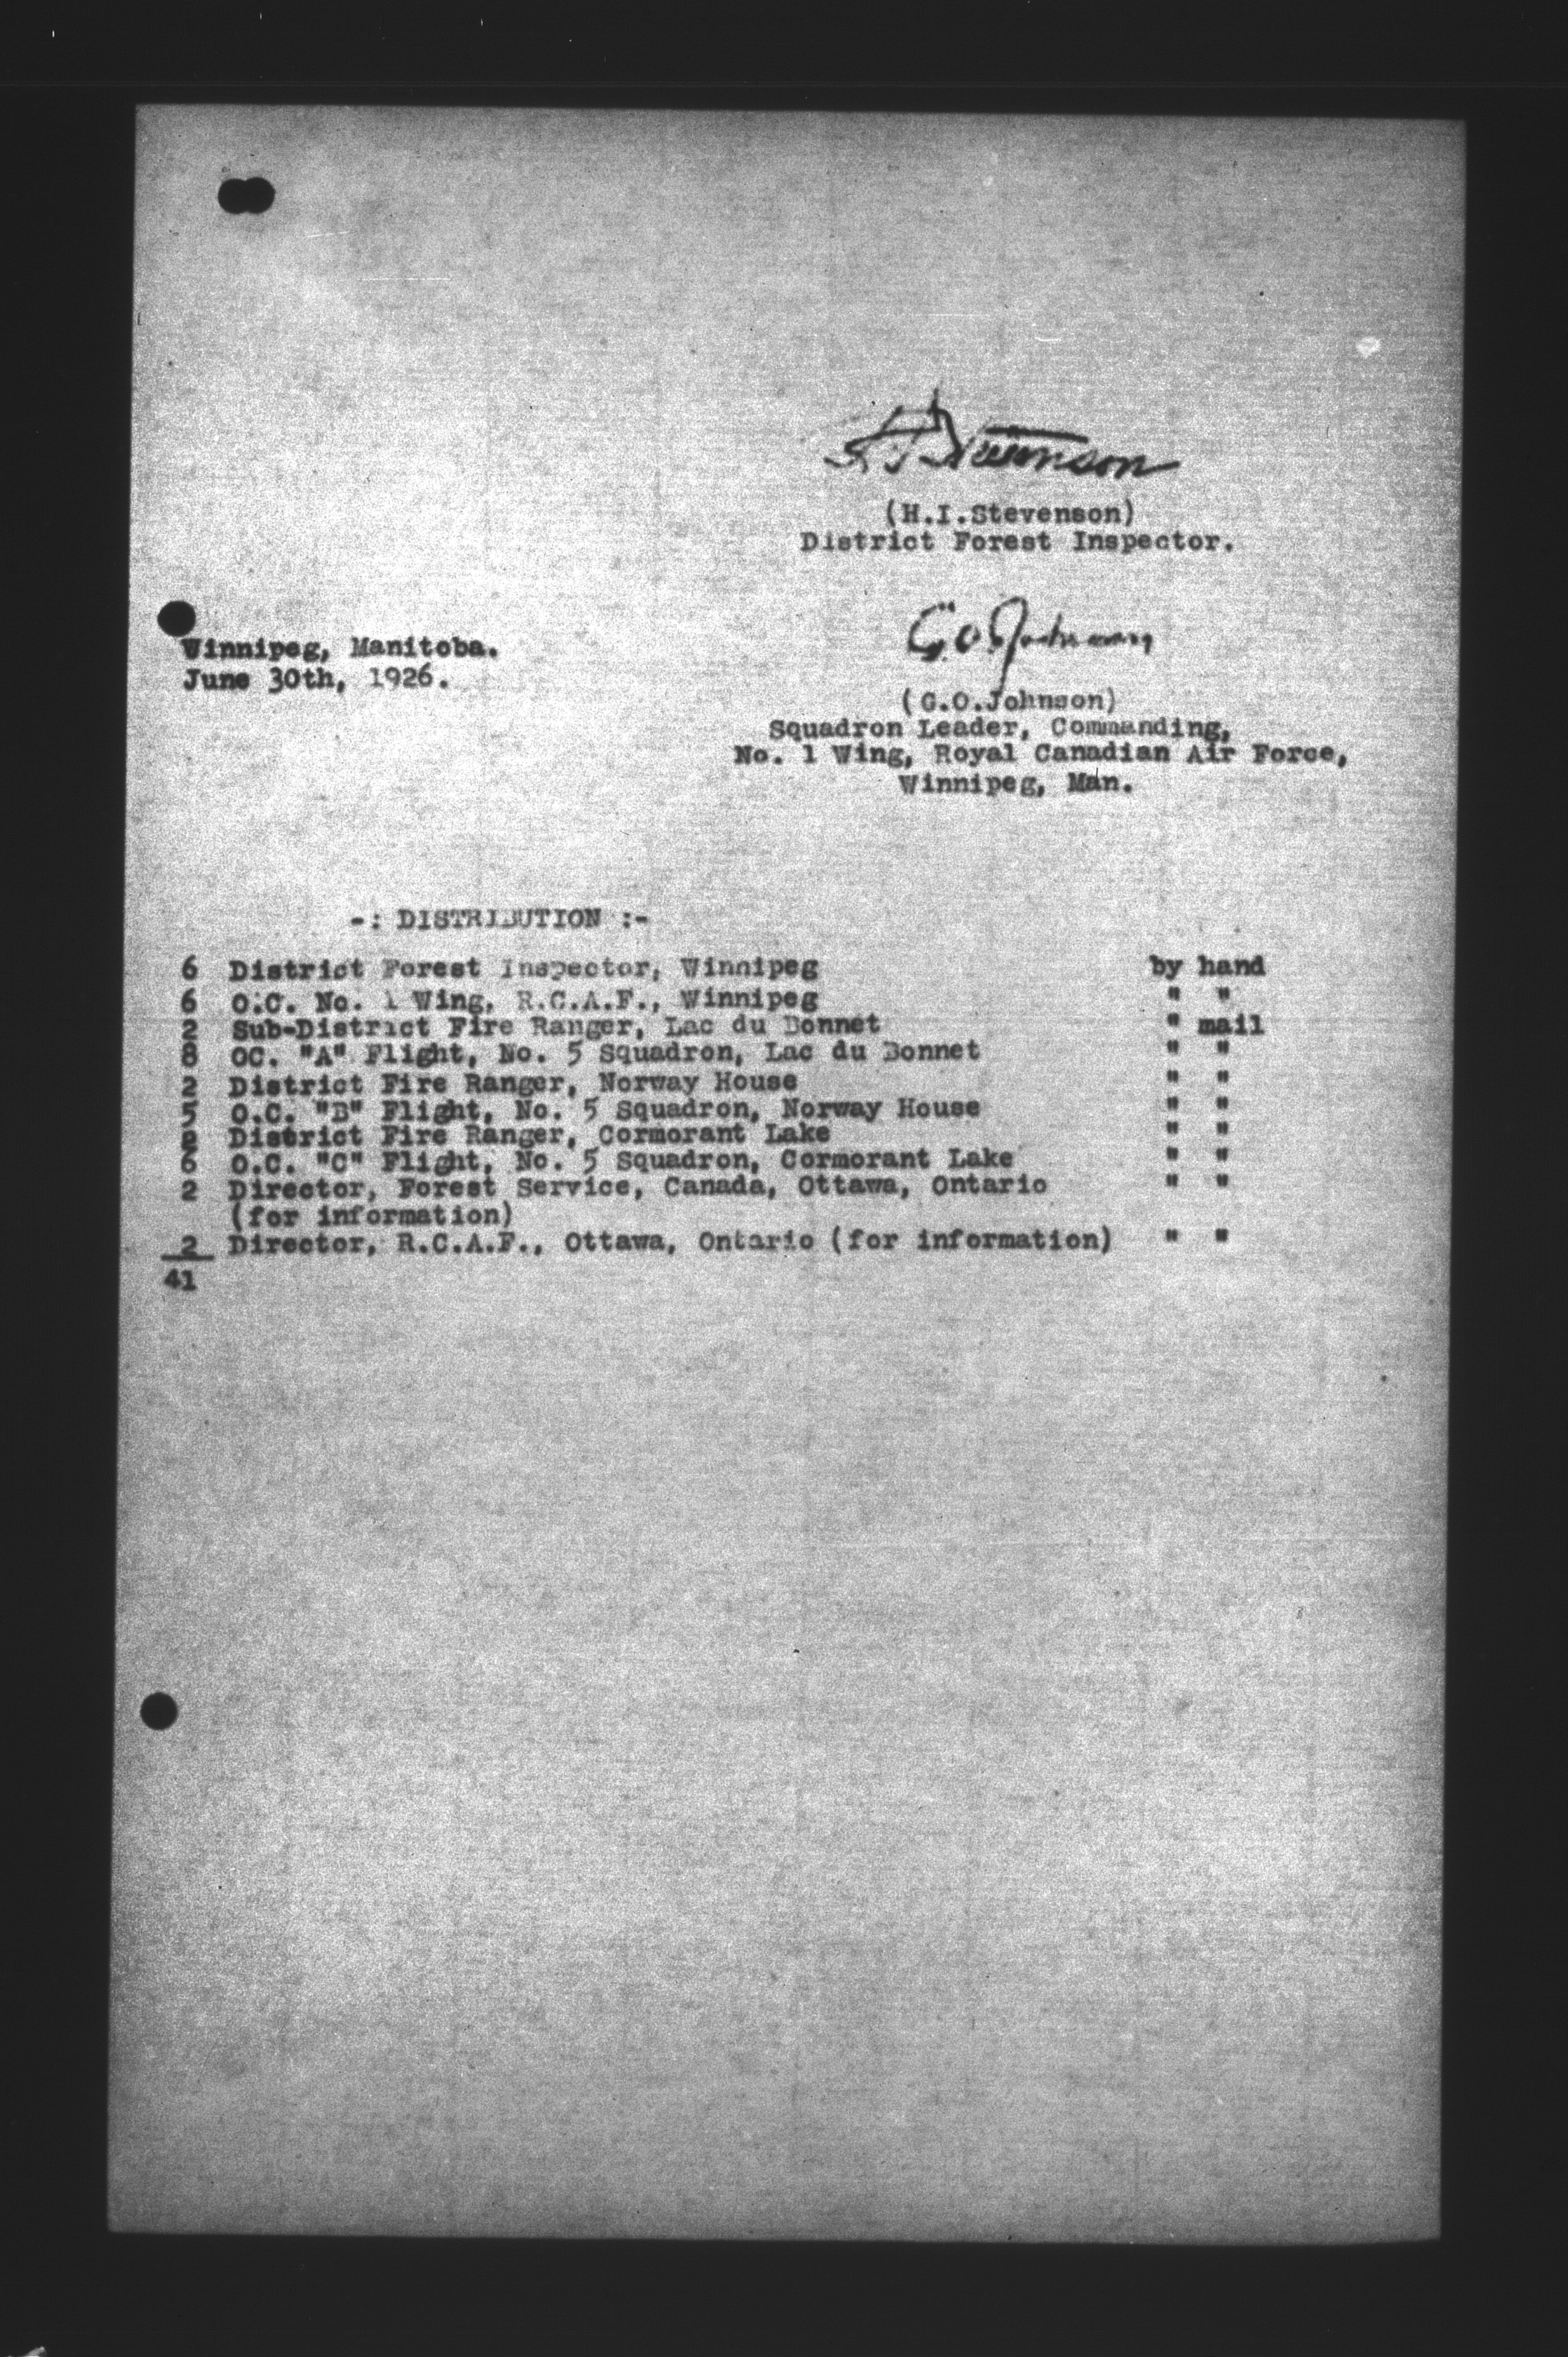 H I Stevenson
(H.I.Stevenson)
District Forest Inspector.
G.O. Johnson
Winnipeg, Manitoba.
June 30th, 1926.
(G.O.Johnson)
Squadron Leader, Commanding,
No. 1 Wing, Royal Canadian Air Force,
Winnipeg, Man.
-: DISTRIBUTION :-
6 District Forest Inspector, Winnipeg by hand
6 O.C. No. 1 Wing, R.C.A.F., Winnipeg " "
2 Sub-District Fire Ranger, Lac du Bonnet " mail
8 OC. "A" Flight, No. 5 Squadron, Lac du Bonnet " "
2 District Fire Ranger, Norway House " "
5 O.C. "B" Flight, No. 5 Squadron, Norway House " "
2 District Fire Ranger, Cormorant Lake " "
6 O.C. "C" Flight, No. 5 Squadron, Cormorant Lake " "
2 Director, Forest Service, Canada, Ottawa, Ontario " "
(for information)
2 Director, R.C.A.F., Ottawa, Ontario (for information) " "
41